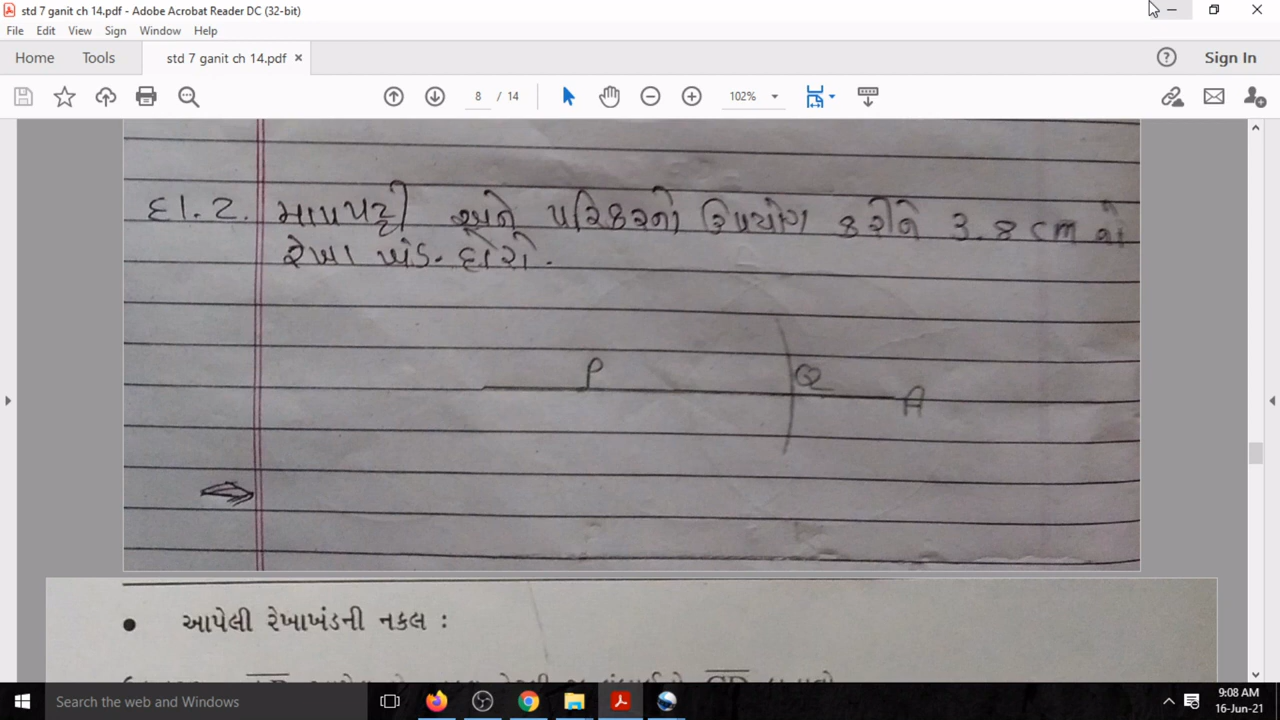 std 7 ganit ch 14.pdf - Adobe Acrobat Reader DC (32-bit)
File Edit View Sign Window Help
Home Tools std 7 ganit ch 14.pdf × Sign In
8 / 14 102%
દા.2. માપપટ્ટી અને પરિકરનો ઉપયોગ કરીને 3.8 cm નો
રેખા ખંડ. દોરો.
P
Q
A
આપેલી રેખાખંડની નકલ :
Search the web and Windows
9:08 AM
16-Jun-21